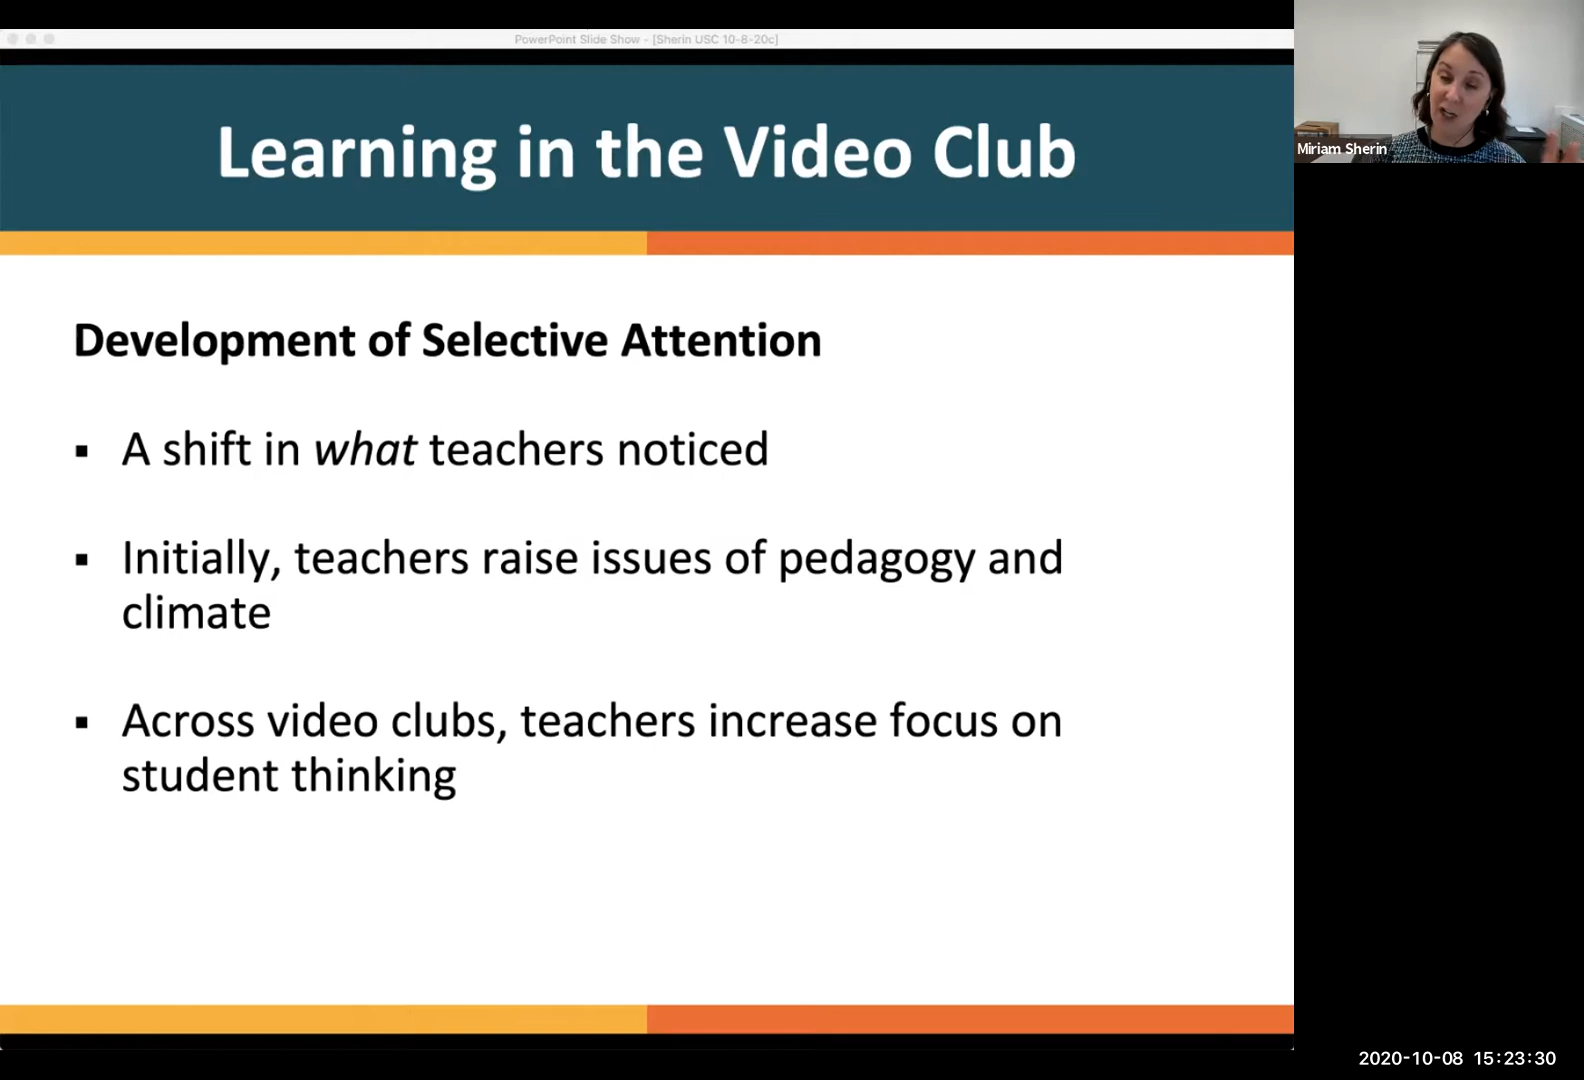 PowerPoint Slide Show - [Sherin USC 10-8-20c]
Learning in the Video Club
Miriam Sherin
Development of Selective Attention
▪ A shift in what teachers noticed
▪ Initially, teachers raise issues of pedagogy and
climate
▪ Across video clubs, teachers increase focus on
student thinking
2020-10-08 15:23:30